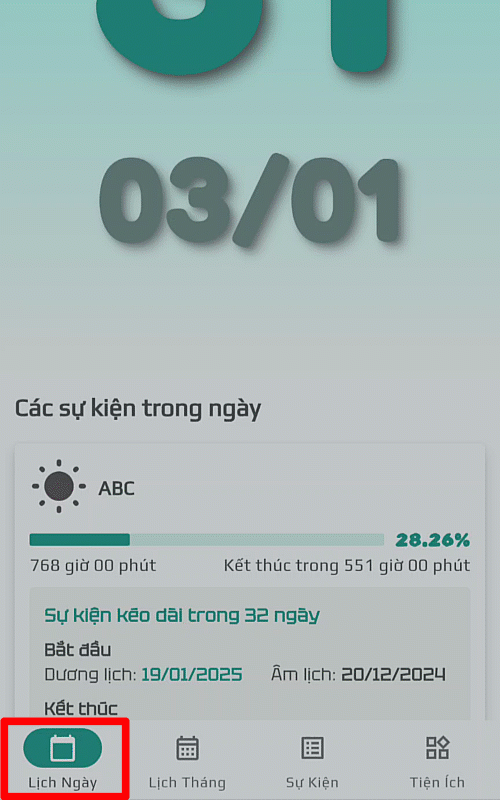 03/01
Các sự kiện trong ngày
ABC
28.26%
768 giờ 00 phút Kết thúc trong 551 giờ 00 phút
Sự kiện kéo dài trong 32 ngày
Bắt đầu
Dương lịch: 19/01/2025 Âm lịch: 20/12/2024
Kết thúc
Lịch Ngày Lịch Tháng Sự Kiện Tiện Ích